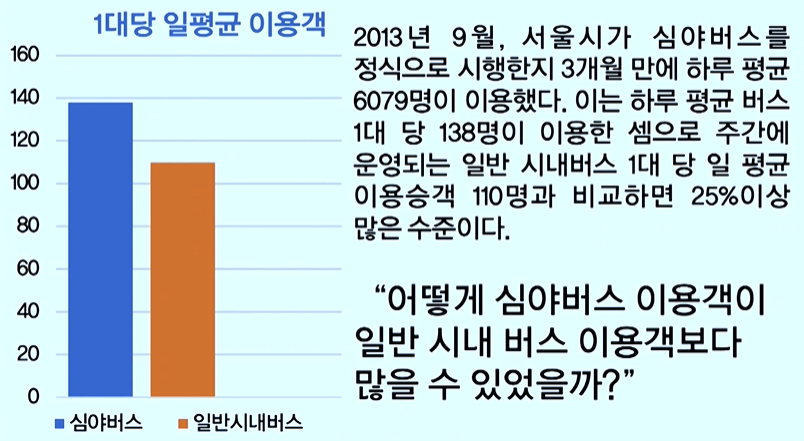 1대당 일평균 이용객
160
140
120
100
80
60
40
20
0
심야버스 일반시내버스
2013년 9월, 서울시가 심야버스를
정식으로 시행한지 3개월 만에 하루 평균
6079명이 이용했다. 이는 하루 평균 버스
1대 당 138명이 이용한 셈으로 주간에
운영되는 일반 시내버스 1대 당 일 평균
이용승객 110명과 비교하면 25%이상
많은 수준이다.
“어떻게 심야버스 이용객이
일반 시내 버스 이용객보다
많을 수 있었을까?”